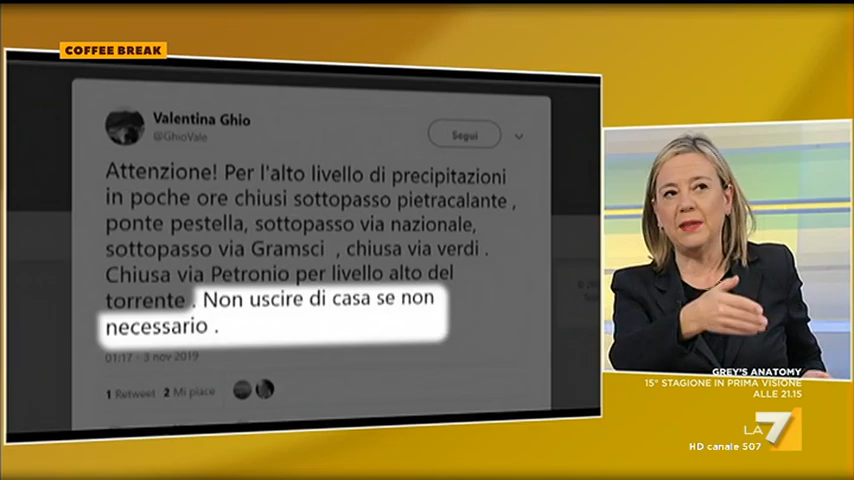 COFFEE BREAK
Valentina Ghio
@GhioVale
Segui
Attenzione! Per l'alto livello di precipitazioni
in poche ore chiusi sottopasso pietracalante ,
ponte pestella, sottopasso via nazionale,
sottopasso via Gramsci , chiusa via verdi .
Chiusa via Petronio per livello alto del
torrente . Non uscire di casa se non
necessario .
01:17 - 3 nov 2019
1 Retweet 2 Mi piace
GREY'S ANATOMY
15° STAGIONE IN PRIMA VISIONE
ALLE 21.15
LA7
HD canale 507